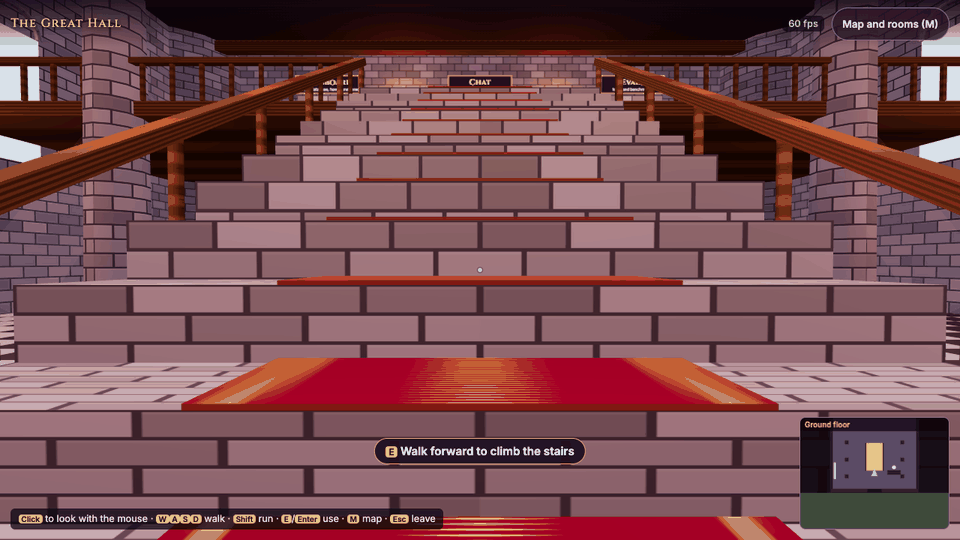 The Great Hall
60 fps
Map and rooms (M)
Chat
E Walk forward to climb the stairs
Ground floor
Click to look with the mouse · W A S D walk · Shift run · E / Enter use · M map · Esc leave